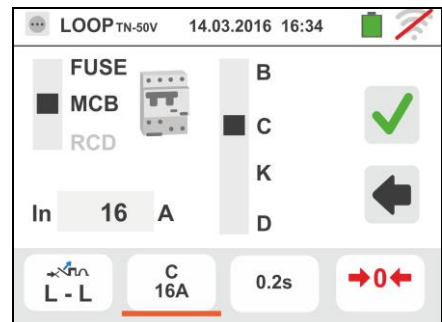 LOOP TN-50V 14.03.2016 16:34
FUSE
MCB
RCD
B
C
K
D
In 16 A
L - L
C
16A
0.2s
0